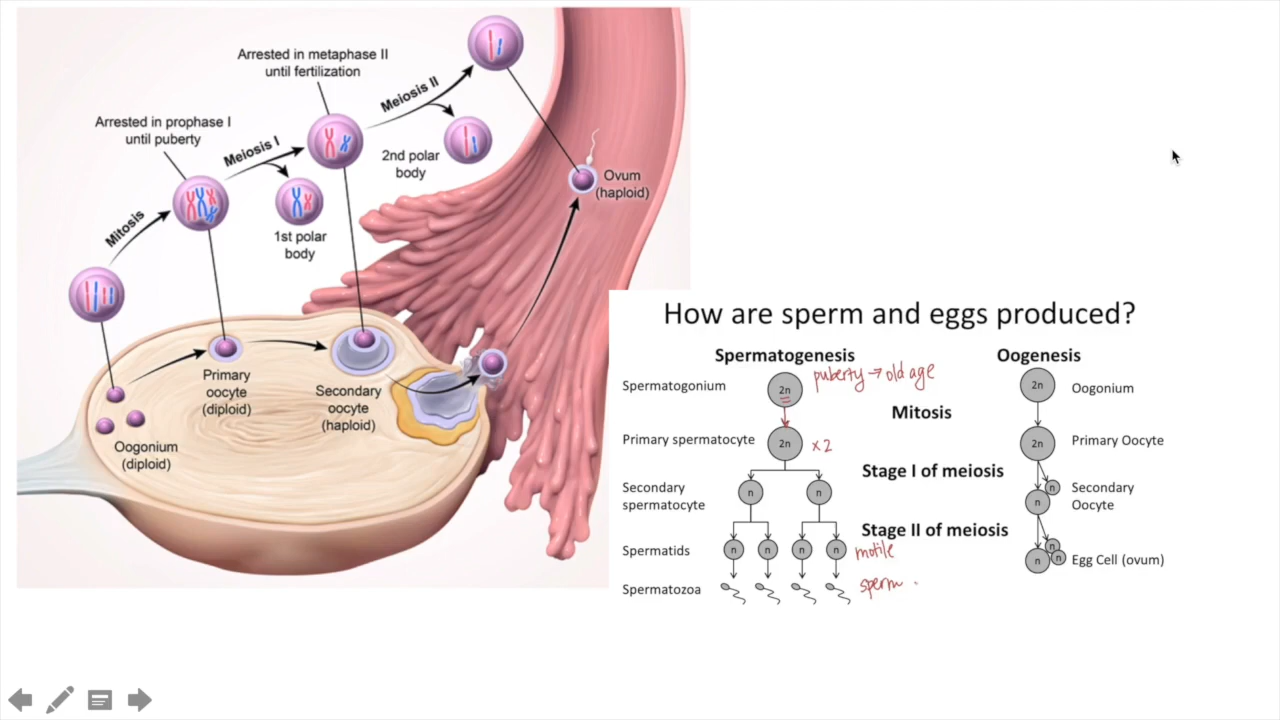 Arrested in metaphase II
until fertilization
Meiosis II
Arrested in prophase I
until puberty
Meiosis I
2nd polar
body
Ovum
(haploid)
Mitosis
1st polar
body
Primary
oocyte
(diploid)
Secondary
oocyte
(haploid)
Oogonium
(diploid)
How are sperm and eggs produced?
Spermatogenesis
Oogenesis
Spermatogonium
2n
puberty → old age
2n
Oogonium
Mitosis
Primary spermatocyte
2n
x2
2n
Primary Oocyte
Stage I of meiosis
Secondary
spermatocyte
n
n
n
n
Secondary
Oocyte
Stage II of meiosis
Spermatids
n
n
n
n
motile
n
n
n
Egg Cell (ovum)
Spermatozoa
sperm